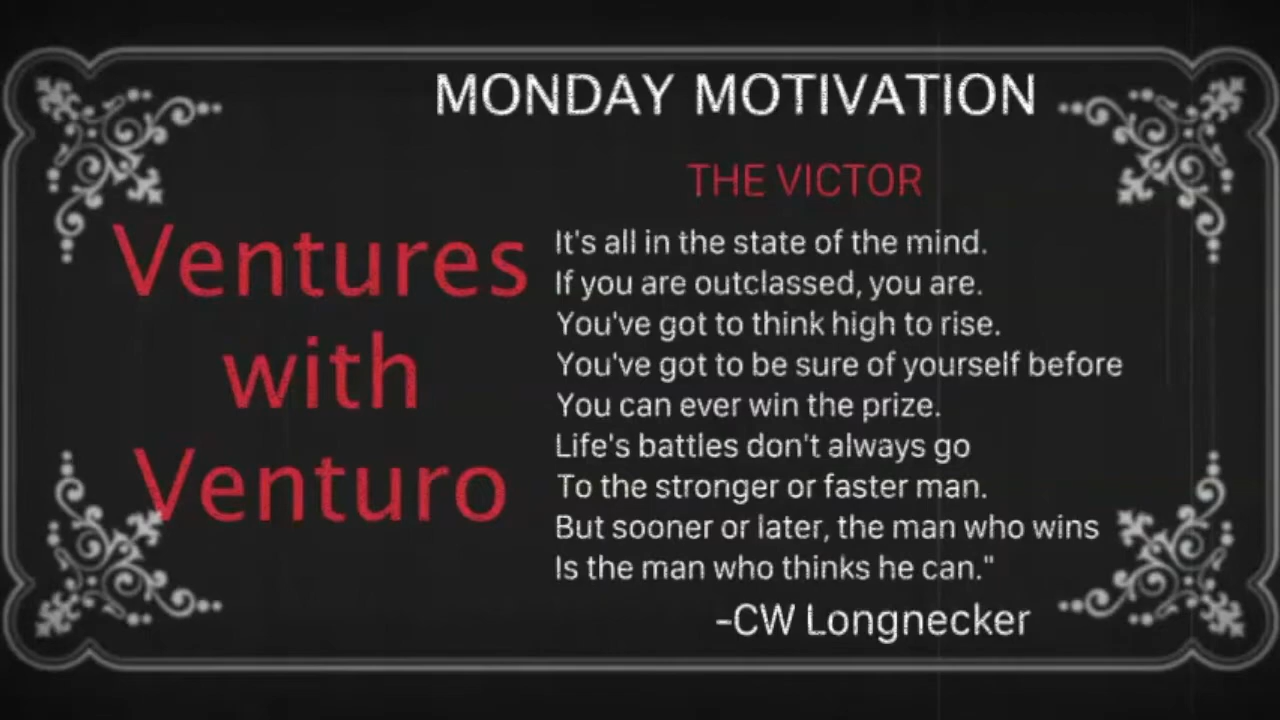 MONDAY MOTIVATION
Ventures
with
Venturo
THE VICTOR
It's all in the state of the mind.
If you are outclassed, you are.
You've got to think high to rise.
You've got to be sure of yourself before
You can ever win the prize.
Life's battles don't always go
To the stronger or faster man.
But sooner or later, the man who wins
Is the man who thinks he can."
-CW Longnecker